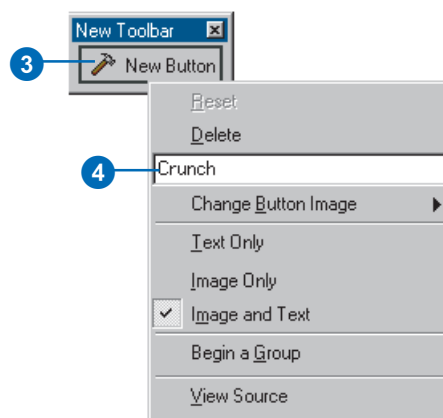 New Toolbar
3
New Button
Reset
Delete
4
Crunch
Change Button Image
Text Only
Image Only
Image and Text
Begin a Group
View Source